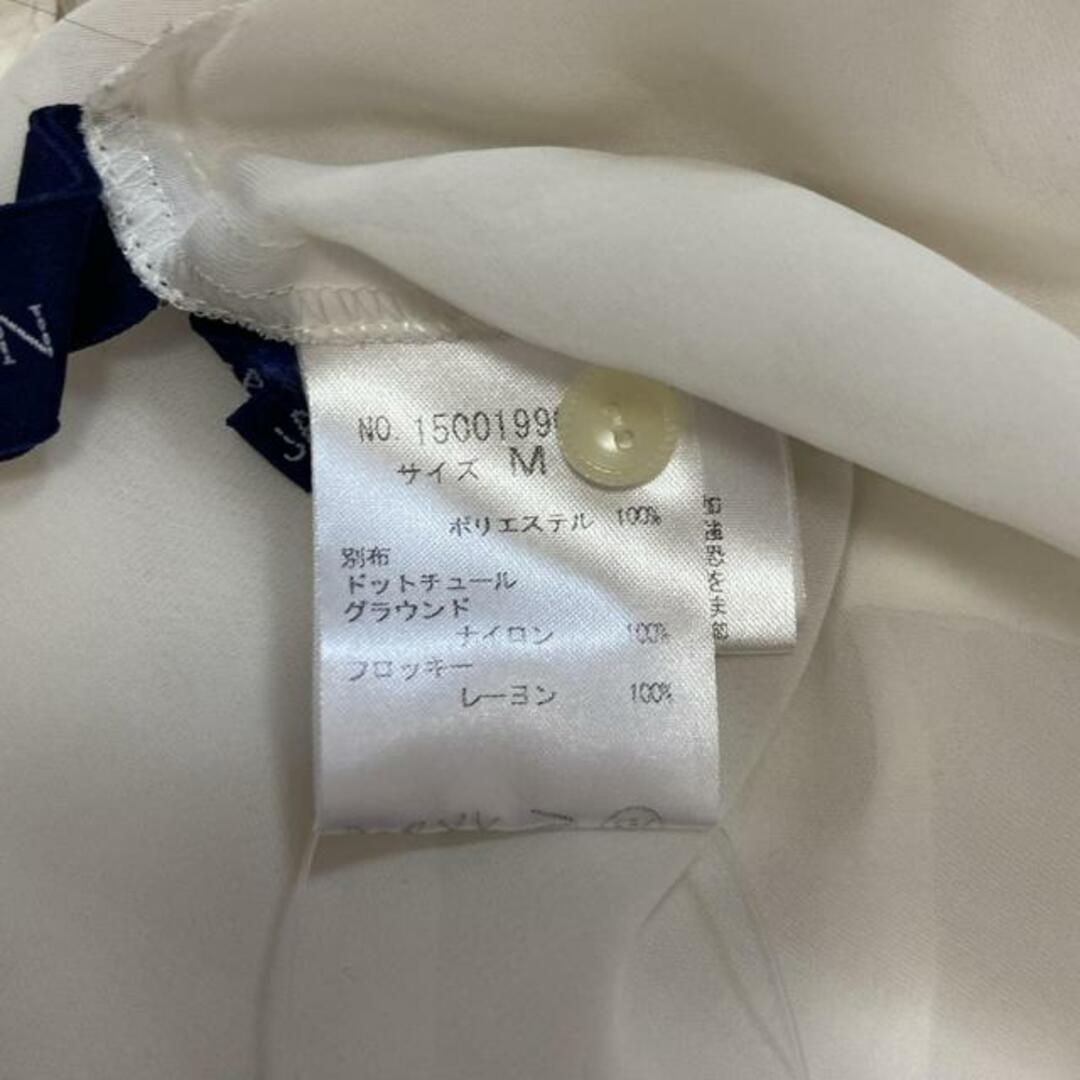 NO. 1500199
サイズ M
ポリエステル 100%
別布
ドットチュール
グラウンド
ナイロン 100%
フロッキー
レーヨン 100%
N